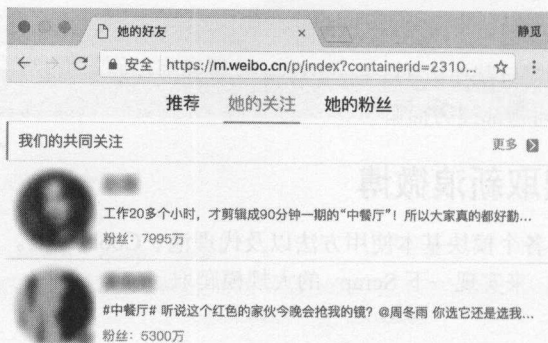 她的好友
静觅
安全 https://m.weibo.cn/p/index?containerid=2310...
推荐 她的关注 她的粉丝
我们的共同关注 更多
工作20多个小时，才剪辑成90分钟一期的“中餐厅”！所以大家真的都好勤...
粉丝：7995万
#中餐厅# 听说这个红色的家伙今晚会抢我的镜？@周冬雨 你选它还是选我...
粉丝：5300万